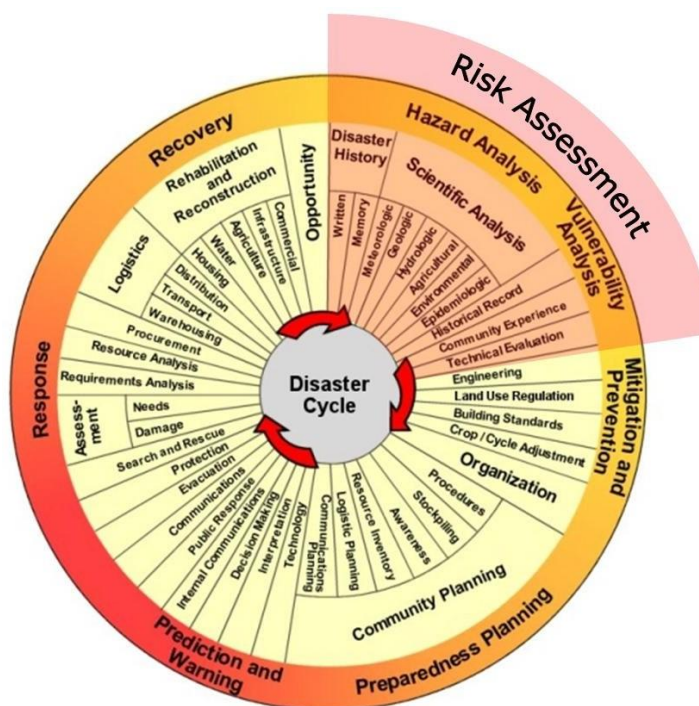 Risk Assessment
Hazard Analysis
Vulnerability
Analysis
Mitigation and
Prevention
Preparedness Planning
Prediction and
Warning
Response
Recovery
Disaster
History
Written
Memory
Scientific Analysis
Meteorologic
Geologic
Hydrologic
Agricultural
Environmental
Epidemiologic
Historical Record
Community Experience
Technical Evaluation
Engineering
Land Use Regulation
Building Standards
Crop / Cycle Adjustment
Organization
Community Planning
Procedures
Stockpiling
Awareness
Resource Inventory
Logistic Planning
Communications
Planning
Technology
Interpretation
Decision Making
Internal Communications
Public Response
Communications
Evacuation
Protection
Search and Rescue
Assess-
ment
Damage
Needs
Requirements Analysis
Resource Analysis
Procurement
Logistics
Warehousing
Transport
Distribution
Rehabilitation
and
Reconstruction
Housing
Water
Agriculture
Infrastructure
Commercial
Opportunity
Disaster
Cycle